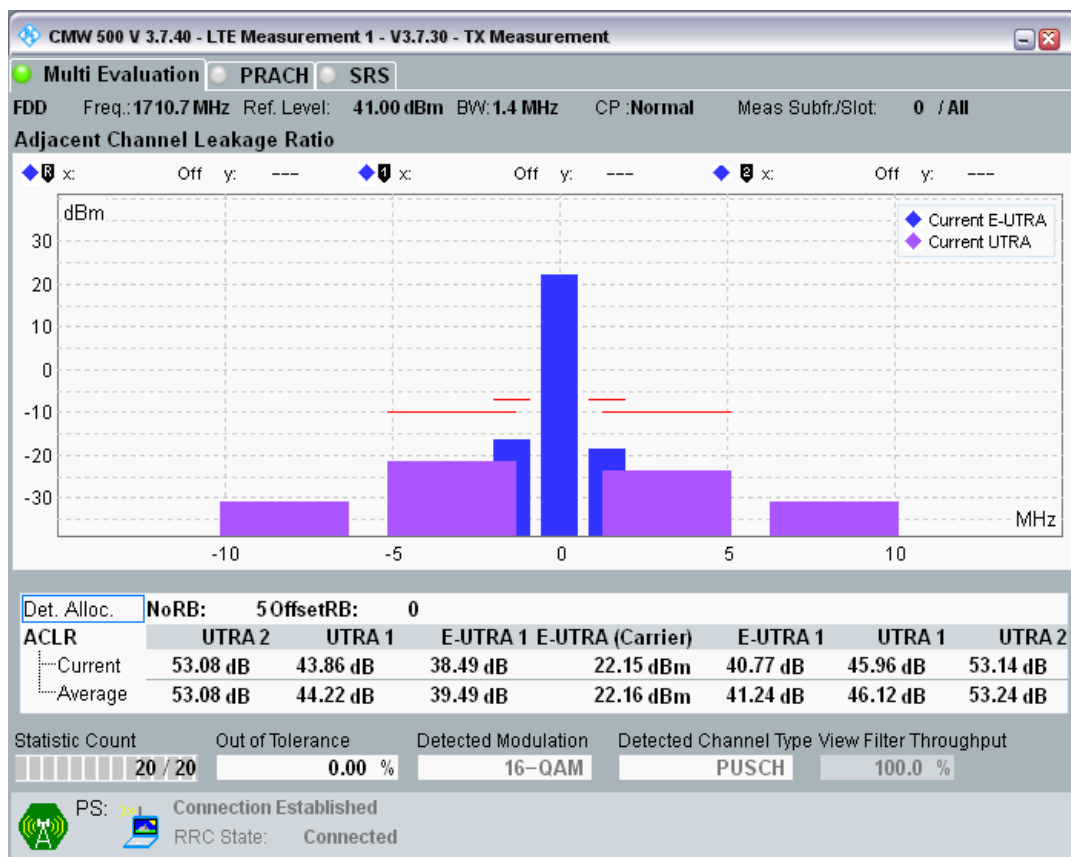 CMW 500 V 3.7.40 - LTE Measurement 1 - V3.7.30 - TX Measurement
Multi Evaluation PRACH SRS
FDD Freq.: 1710.7 MHz Ref. Level: 41.00 dBm BW: 1.4 MHz CP :Normal Meas Subfr./Slot: 0 / All
Adjacent Channel Leakage Ratio
R x: Off y: --- 1 x: Off y: --- 2 x: Off y: ---
dBm
Current E-UTRA
Current UTRA
30
20
10
0
-10
-20
-30
MHz
-10 -5 0 5 10
Det. Alloc. NoRB: 5 OffsetRB: 0
ACLR UTRA 2 UTRA 1 E-UTRA 1 E-UTRA (Carrier) E-UTRA 1 UTRA 1 UTRA 2
Current 53.08 dB 43.86 dB 38.49 dB 22.15 dBm 40.77 dB 45.96 dB 53.14 dB
Average 53.08 dB 44.22 dB 39.49 dB 22.16 dBm 41.24 dB 46.12 dB 53.24 dB
Statistic Count Out of Tolerance Detected Modulation Detected Channel Type View Filter Throughput
20 / 20 0.00 % 16-QAM PUSCH 100.0 %
PS: Connection Established
RRC State: Connected